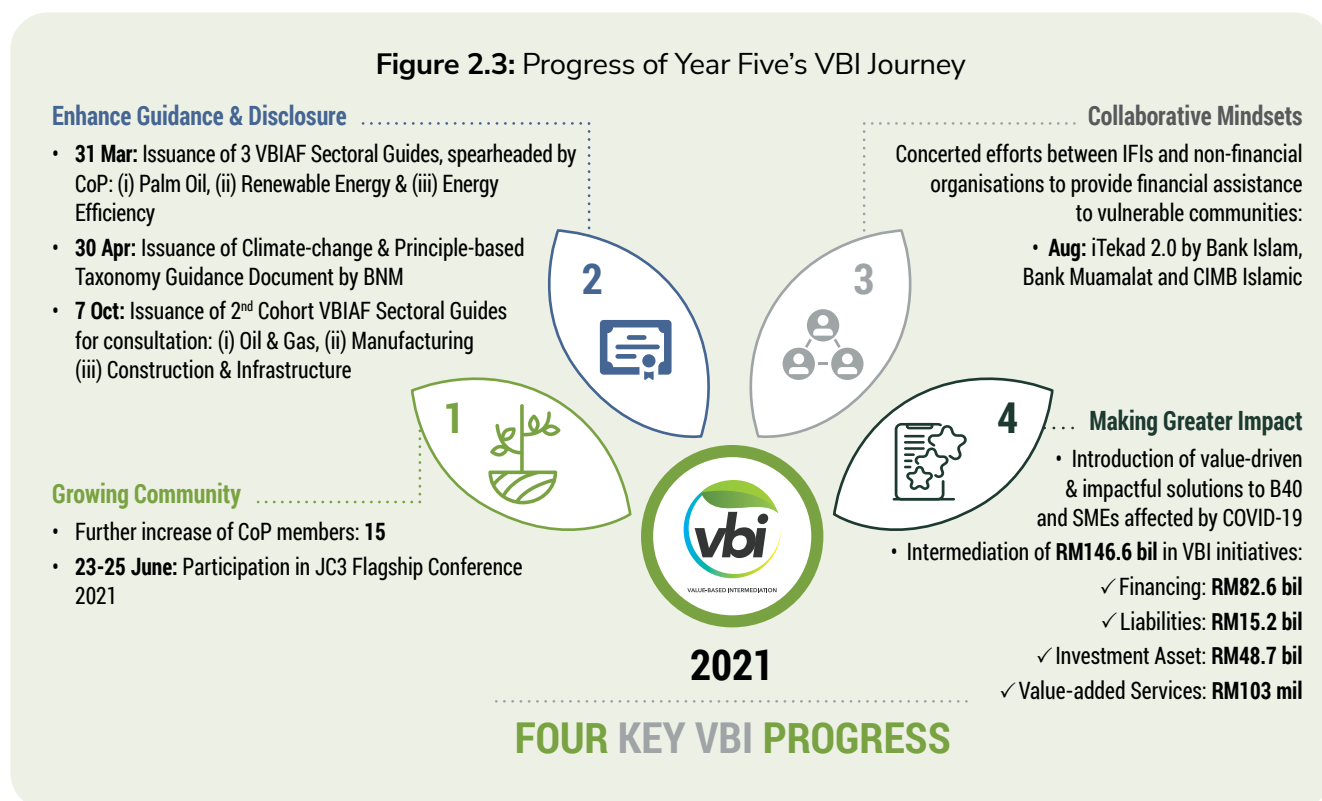 Figure 2.3: Progress of Year Five's VBI Journey
Enhance Guidance & Disclosure
• 31 Mar: Issuance of 3 VBIAF Sectoral Guides, spearheaded by
CoP: (i) Palm Oil, (ii) Renewable Energy & (iii) Energy
Efficiency
• 30 Apr: Issuance of Climate-change & Principle-based
Taxonomy Guidance Document by BNM
• 7 Oct: Issuance of 2nd Cohort VBIAF Sectoral Guides
for consultation: (i) Oil & Gas, (ii) Manufacturing
(iii) Construction & Infrastructure
Collaborative Mindsets
Concerted efforts between IFIs and non-financial
organisations to provide financial assistance
to vulnerable communities:
• Aug: iTekad 2.0 by Bank Islam,
Bank Muamalat and CIMB Islamic
2
3
1
4
Growing Community
• Further increase of CoP members: 15
• 23-25 June: Participation in JC3 Flagship Conference
2021
Making Greater Impact
• Introduction of value-driven
& impactful solutions to B40
and SMEs affected by COVID-19
• Intermediation of RM146.6 bil in VBI initiatives:
✓ Financing: RM82.6 bil
✓ Liabilities: RM15.2 bil
✓ Investment Asset: RM48.7 bil
✓ Value-added Services: RM103 mil
vbi
VALUE-BASED INTERMEDIATION
2021
FOUR KEY VBI PROGRESS